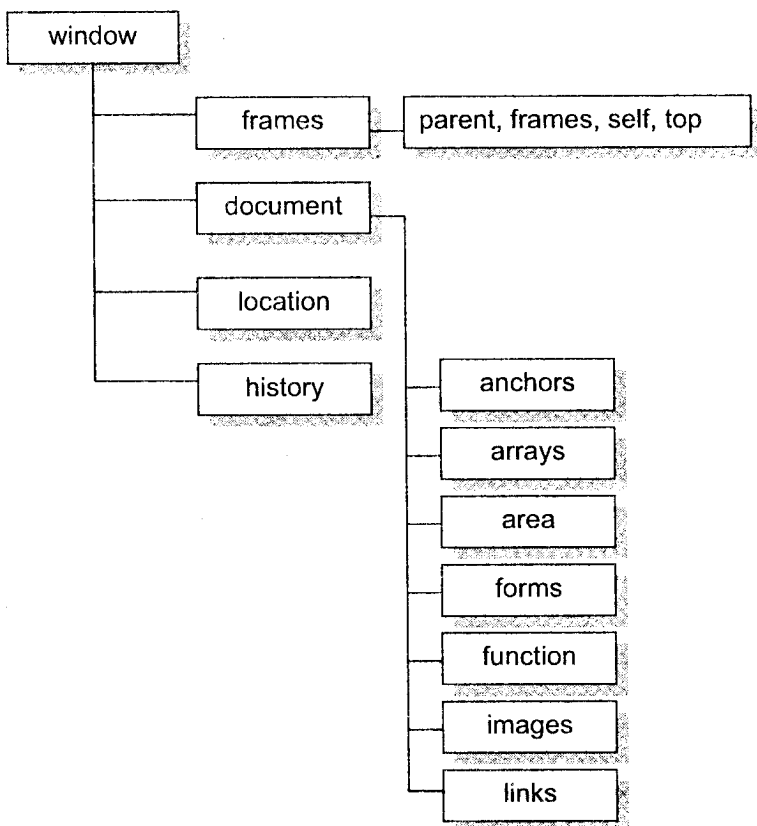 window
frames
parent, frames, self, top
document
location
history
anchors
arrays
area
forms
function
images
links